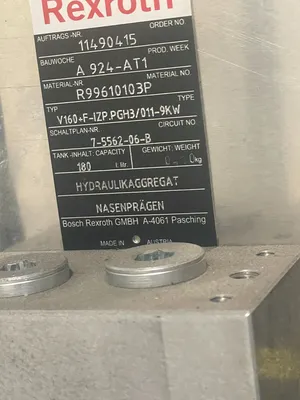 Rexroth
AUFTRAGS-NR. ORDER NO
11490415
BAUWOCHE PROD. WEEK
A 924-AT1
MATERIAL-NR MATERIAL NO
R99610103P
TYP TYPE
V160+F-IZP.PGH3/011-9KW
SCHALTPLAN-NR. CIRCUIT NO
7-5562-06-B
TANK-INHALT: CAPACITY GEWICHT: WEIGHT
180 Ltr. kg
HYDRAULIKAGGREGAT
NASENPRÄGEN
Bosch Rexroth GMBH A-4061 Pasching
MADE IN AUSTRIA